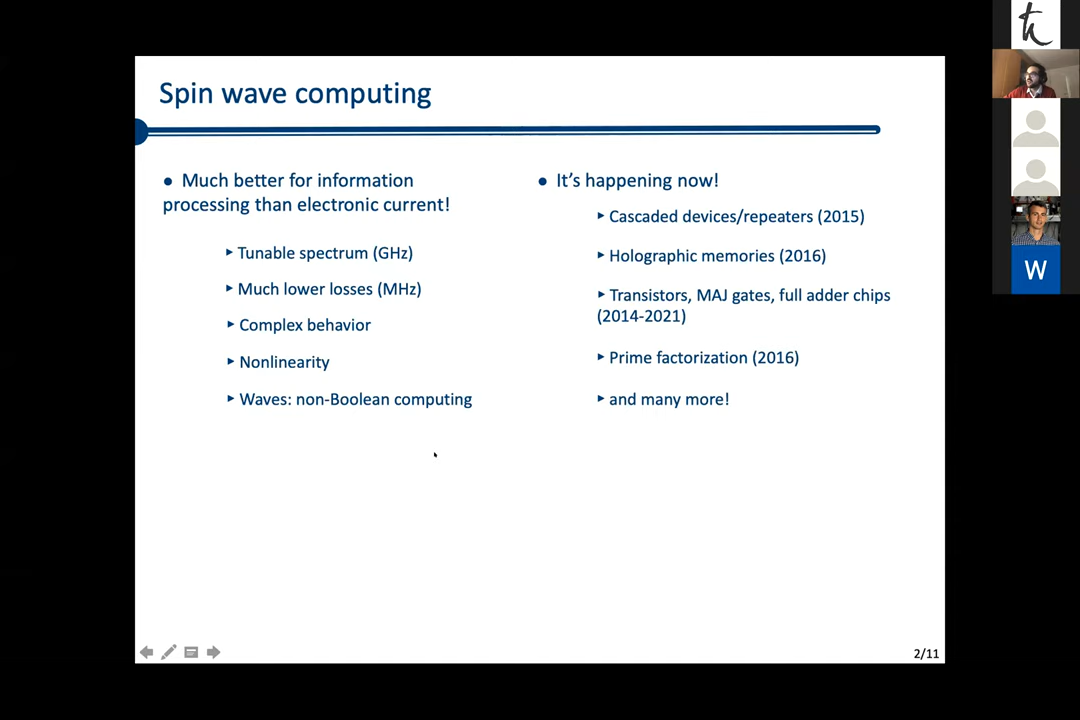 Spin wave computing
● Much better for information
processing than electronic current!
‣ Tunable spectrum (GHz)
‣ Much lower losses (MHz)
‣ Complex behavior
‣ Nonlinearity
‣ Waves: non-Boolean computing
● It’s happening now!
‣ Cascaded devices/repeaters (2015)
‣ Holographic memories (2016)
‣ Transistors, MAJ gates, full adder chips
(2014-2021)
‣ Prime factorization (2016)
‣ and many more!
2/11
W